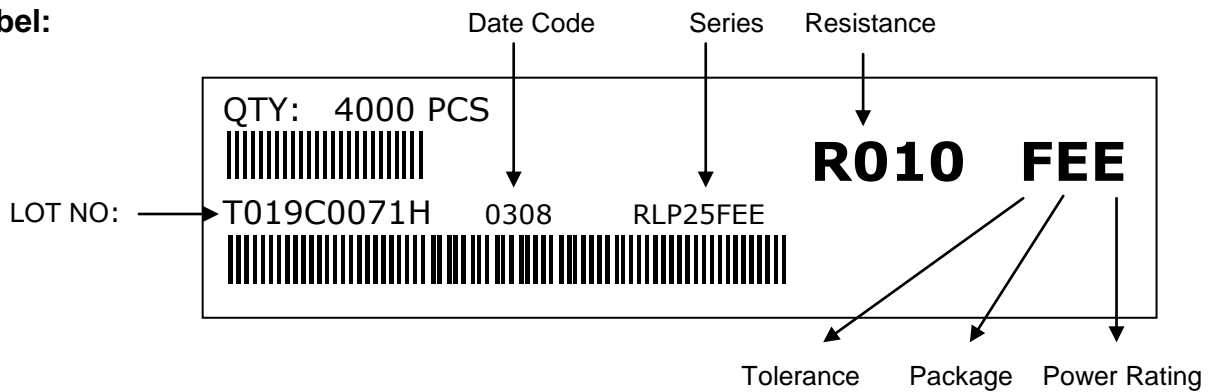 bel:
Date Code Series Resistance
QTY: 4000 PCS
R010 FEE
LOT NO: T019C0071H 0308 RLP25FEE
Tolerance Package Power Rating